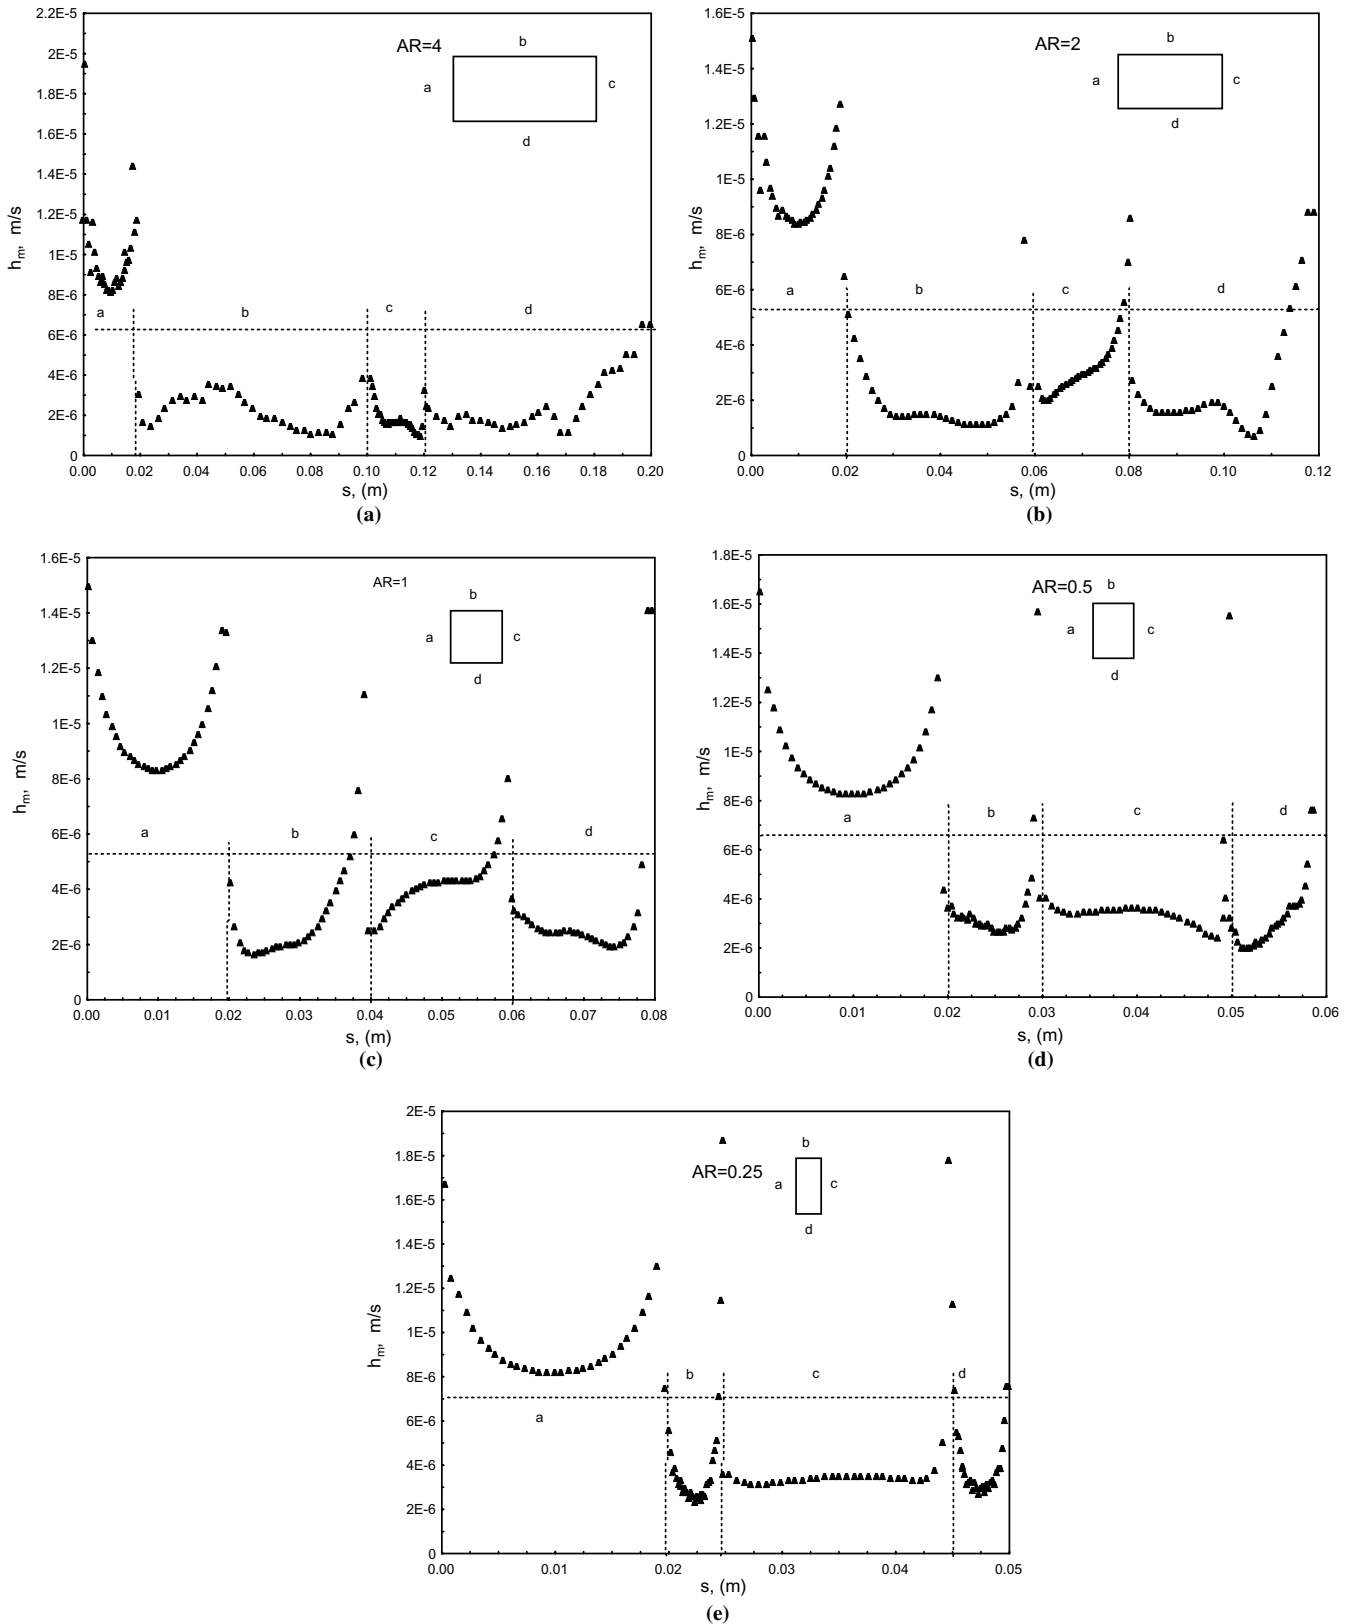 2.2E-5
2E-5
1.8E-5
1.6E-5
1.4E-5
1.2E-5
1E-5
8E-6
6E-6
4E-6
2E-6
0
h_m, m/s
AR=4
b
a
c
d
a
b
c
d
0.00 0.02 0.04 0.06 0.08 0.10 0.12 0.14 0.16 0.18 0.20
s, (m)
(a)
1.6E-5
1.4E-5
1.2E-5
1E-5
8E-6
6E-6
4E-6
2E-6
0
h_m, m/s
AR=2
b
a
c
d
a
b
c
d
0.00 0.02 0.04 0.06 0.08 0.10 0.12
s, (m)
(b)
1.6E-5
1.4E-5
1.2E-5
1E-5
8E-6
6E-6
4E-6
2E-6
0
h_m, m/s
AR=1
b
a
c
d
a
b
c
d
0.00 0.01 0.02 0.03 0.04 0.05 0.06 0.07 0.08
s, (m)
(c)
1.8E-5
1.6E-5
1.4E-5
1.2E-5
1E-5
8E-6
6E-6
4E-6
2E-6
0
h_m, m/s
AR=0.5
b
a
c
d
a
b
c
d
0.00 0.01 0.02 0.03 0.04 0.05 0.06
s, (m)
(d)
2E-5
1.8E-5
1.6E-5
1.4E-5
1.2E-5
1E-5
8E-6
6E-6
4E-6
2E-6
0
h_m, m/s
AR=0.25
b
a
c
d
b
c
d
a
0.00 0.01 0.02 0.03 0.04 0.05
s, (m)
(e)